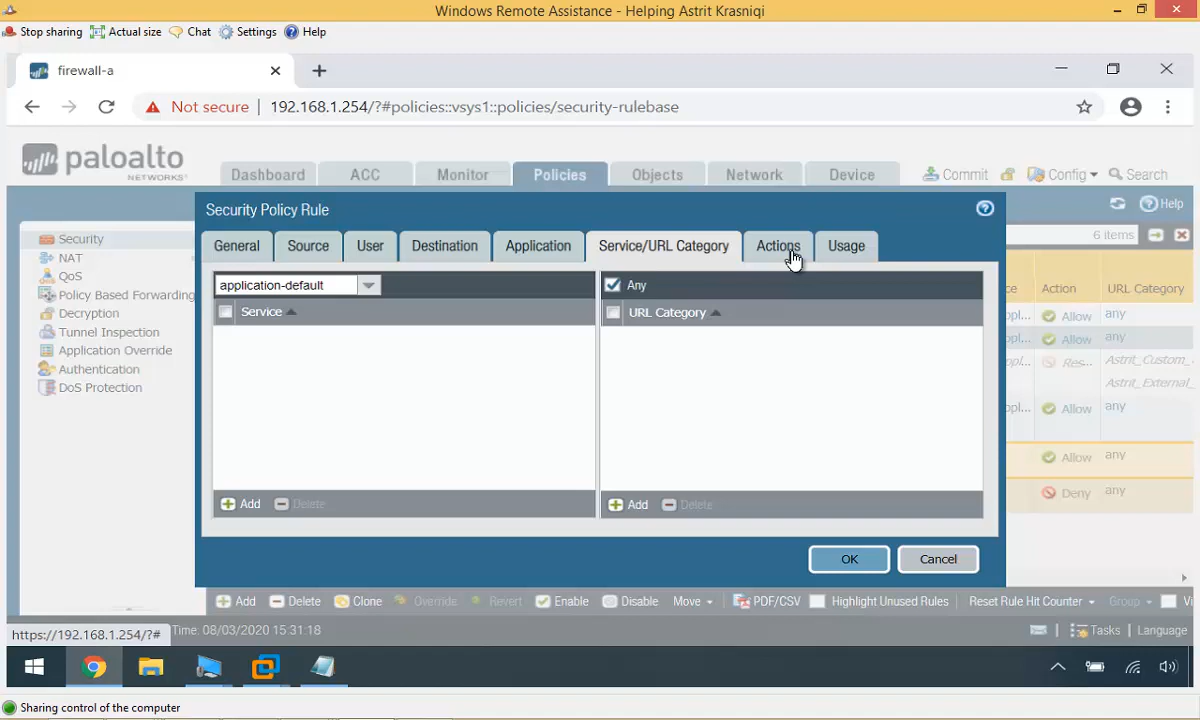 Windows Remote Assistance - Helping Astrit Krasniqi
Stop sharing Actual size Chat Settings Help
firewall-a
Not secure 192.168.1.254/?#policies::vsys1::policies/security-rulebase
paloalto
NETWORKS
Dashboard ACC Monitor Policies Objects Network Device Commit Config Search
Help
Security Policy Rule
6 items
General Source User Destination Application Service/URL Category Actions Usage
Security
NAT
QoS
Policy Based Forwarding
Decryption
Tunnel Inspection
Application Override
Authentication
DoS Protection
application-default
Any
Service
URL Category
Add Delete
Add Delete
OK Cancel
Action URL Category
Allow any
Allow any
Res... Astrit_Custom_
Astrit_External_
Allow any
Allow any
Deny any
Add Delete Clone Override Revert Enable Disable Move PDF/CSV Highlight Unused Rules Reset Rule Hit Counter Group
https://192.168.1.254/?# Time: 08/03/2020 15:31:18
Tasks Language
Sharing control of the computer